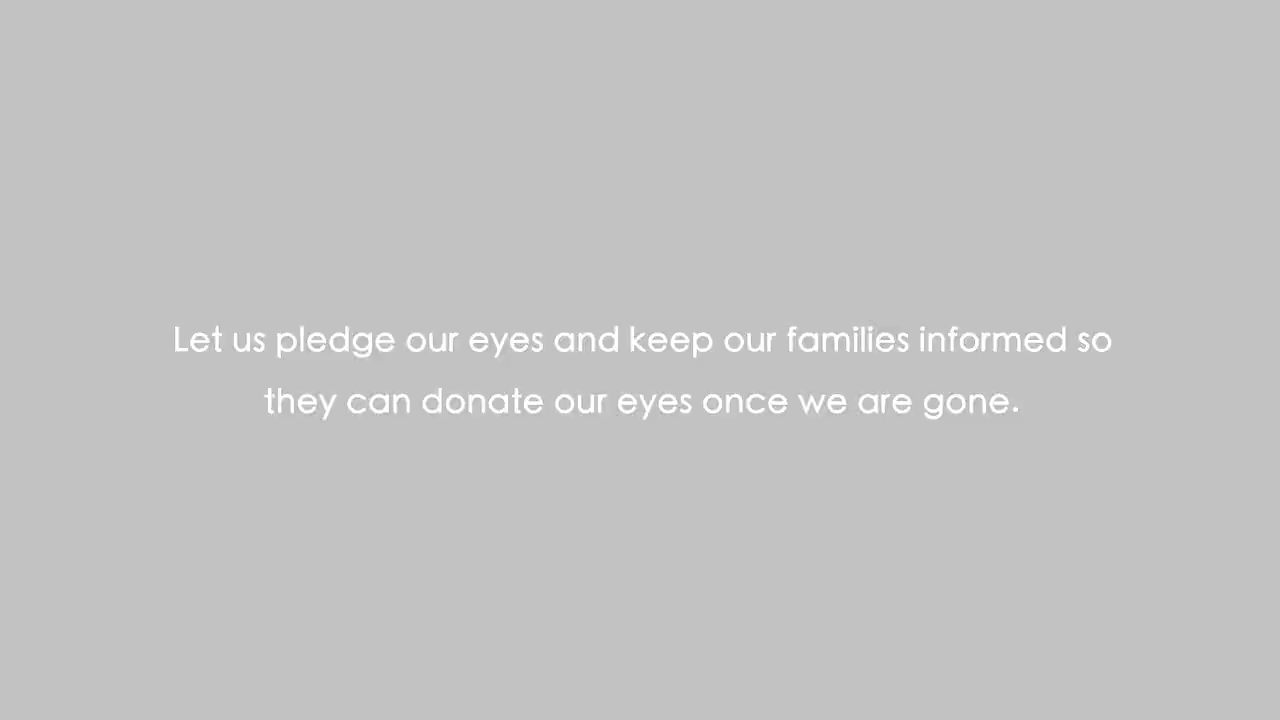 Let us pledge our eyes and keep our families informed so
they can donate our eyes once we are gone.